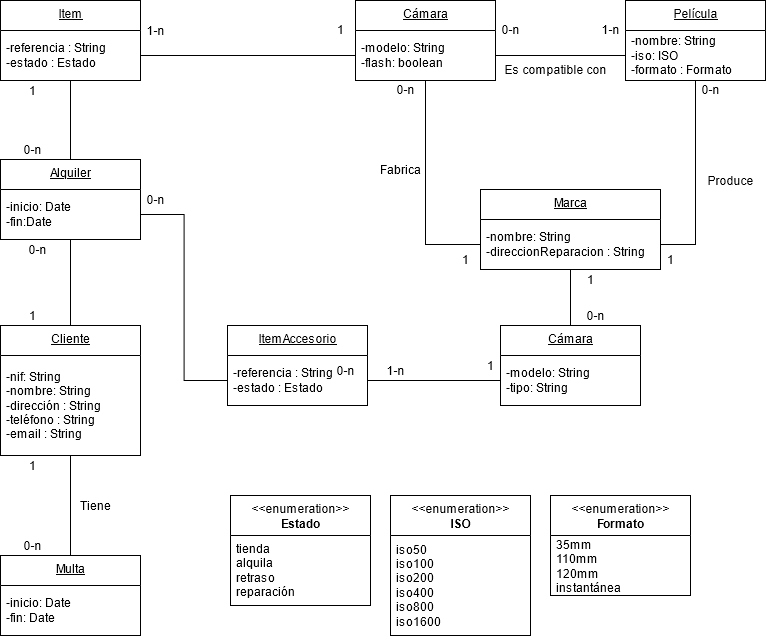 Item
-referencia : String
-estado : Estado
1-n
1
Cámara
-modelo: String
-flash: boolean
0-n
1-n
Es compatible con
Película
-nombre: String
-iso: ISO
-formato : Formato
1
0-n
0-n
0-n
Fabrica
Produce
Alquiler
-inicio: Date
-fin:Date
0-n
0-n
Marca
-nombre: String
-direccionReparacion : String
1
1
1
0-n
1
Cliente
-nif: String
-nombre: String
-dirección : String
-teléfono : String
-email : String
ItemAccesorio
-referencia : String
-estado : Estado
0-n
1-n
1
Cámara
-modelo: String
-tipo: String
1
Tiene
0-n
Multa
-inicio: Date
-fin: Date
<<enumeration>>
Estado
tienda
alquila
retraso
reparación
<<enumeration>>
ISO
iso50
iso100
iso200
iso400
iso800
iso1600
<<enumeration>>
Formato
35mm
110mm
120mm
instantánea